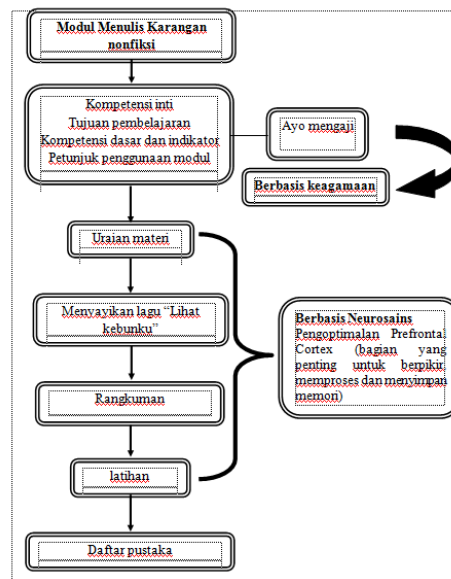 Modul Menulis Karangan
nonfiksi
Kompetensi inti
Tujuan pembelajaran
Kompetensi dasar dan indikator
Petunjuk penggunaan modul
Ayo mengaji
Berbasis keagamaan
Uraian materi
Menyayikan lagu “Lihat
kebunku”
Rangkuman
latihan
Daftar pustaka
Berbasis Neurosains
Pengoptimalan Prefronta
Cortex (bagian yang
penting untuk berpikir,
memproses dan menyimpan
memori)